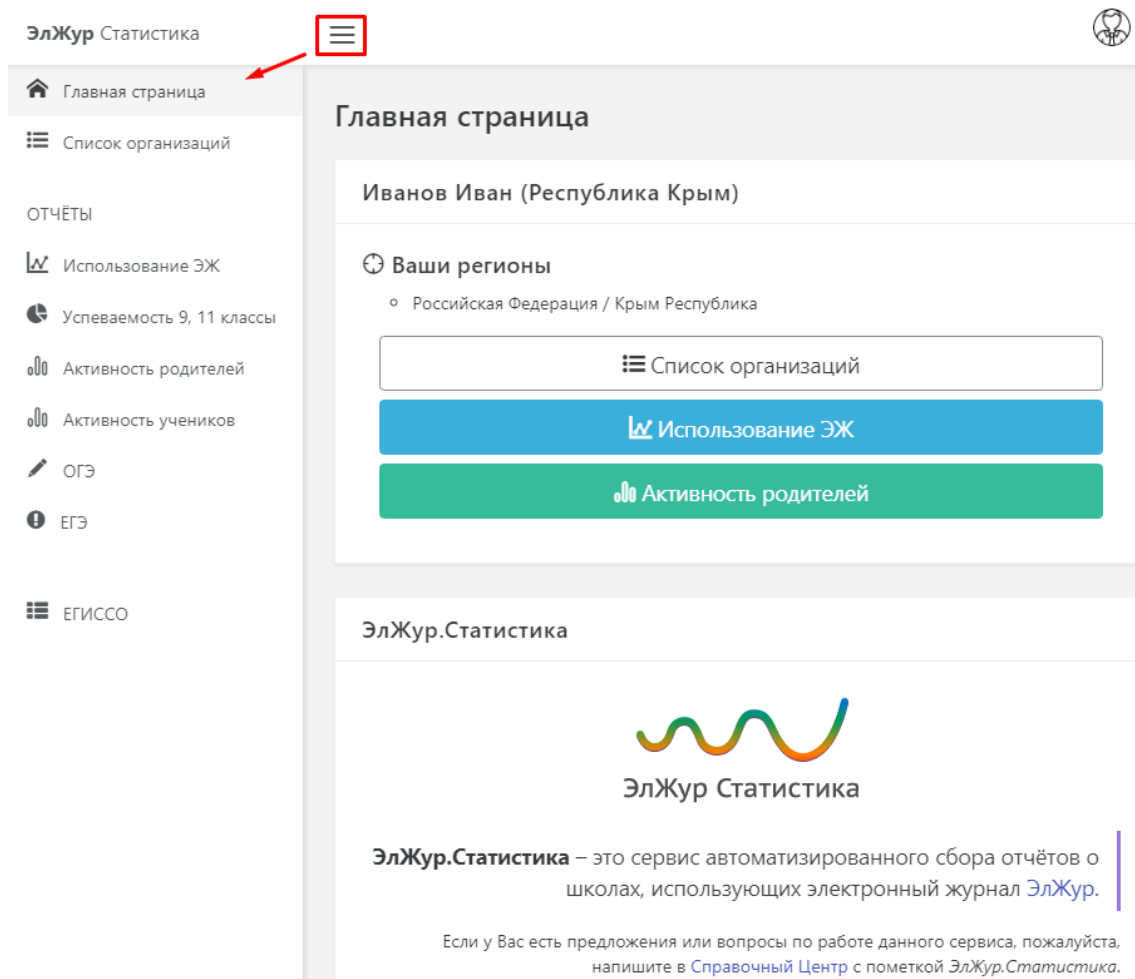 ЭлЖур Статистика
Главная страница
Список организаций
ОТЧЁТЫ
Использование ЭЖ
Успеваемость 9, 11 классы
Активность родителей
Активность учеников
ОГЭ
ЕГЭ
ЕГИССО
Главная страница
Иванов Иван (Республика Крым)
Ваши регионы
Российская Федерация / Крым Республика
Список организаций
Использование ЭЖ
Активность родителей
ЭлЖур.Статистика
ЭлЖур Статистика
ЭлЖур.Статистика – это сервис автоматизированного сбора отчётов о
школах, использующих электронный журнал ЭлЖур.
Если у Вас есть предложения или вопросы по работе данного сервиса, пожалуйста,
напишите в Справочный Центр с пометкой ЭлЖур.Статистика.